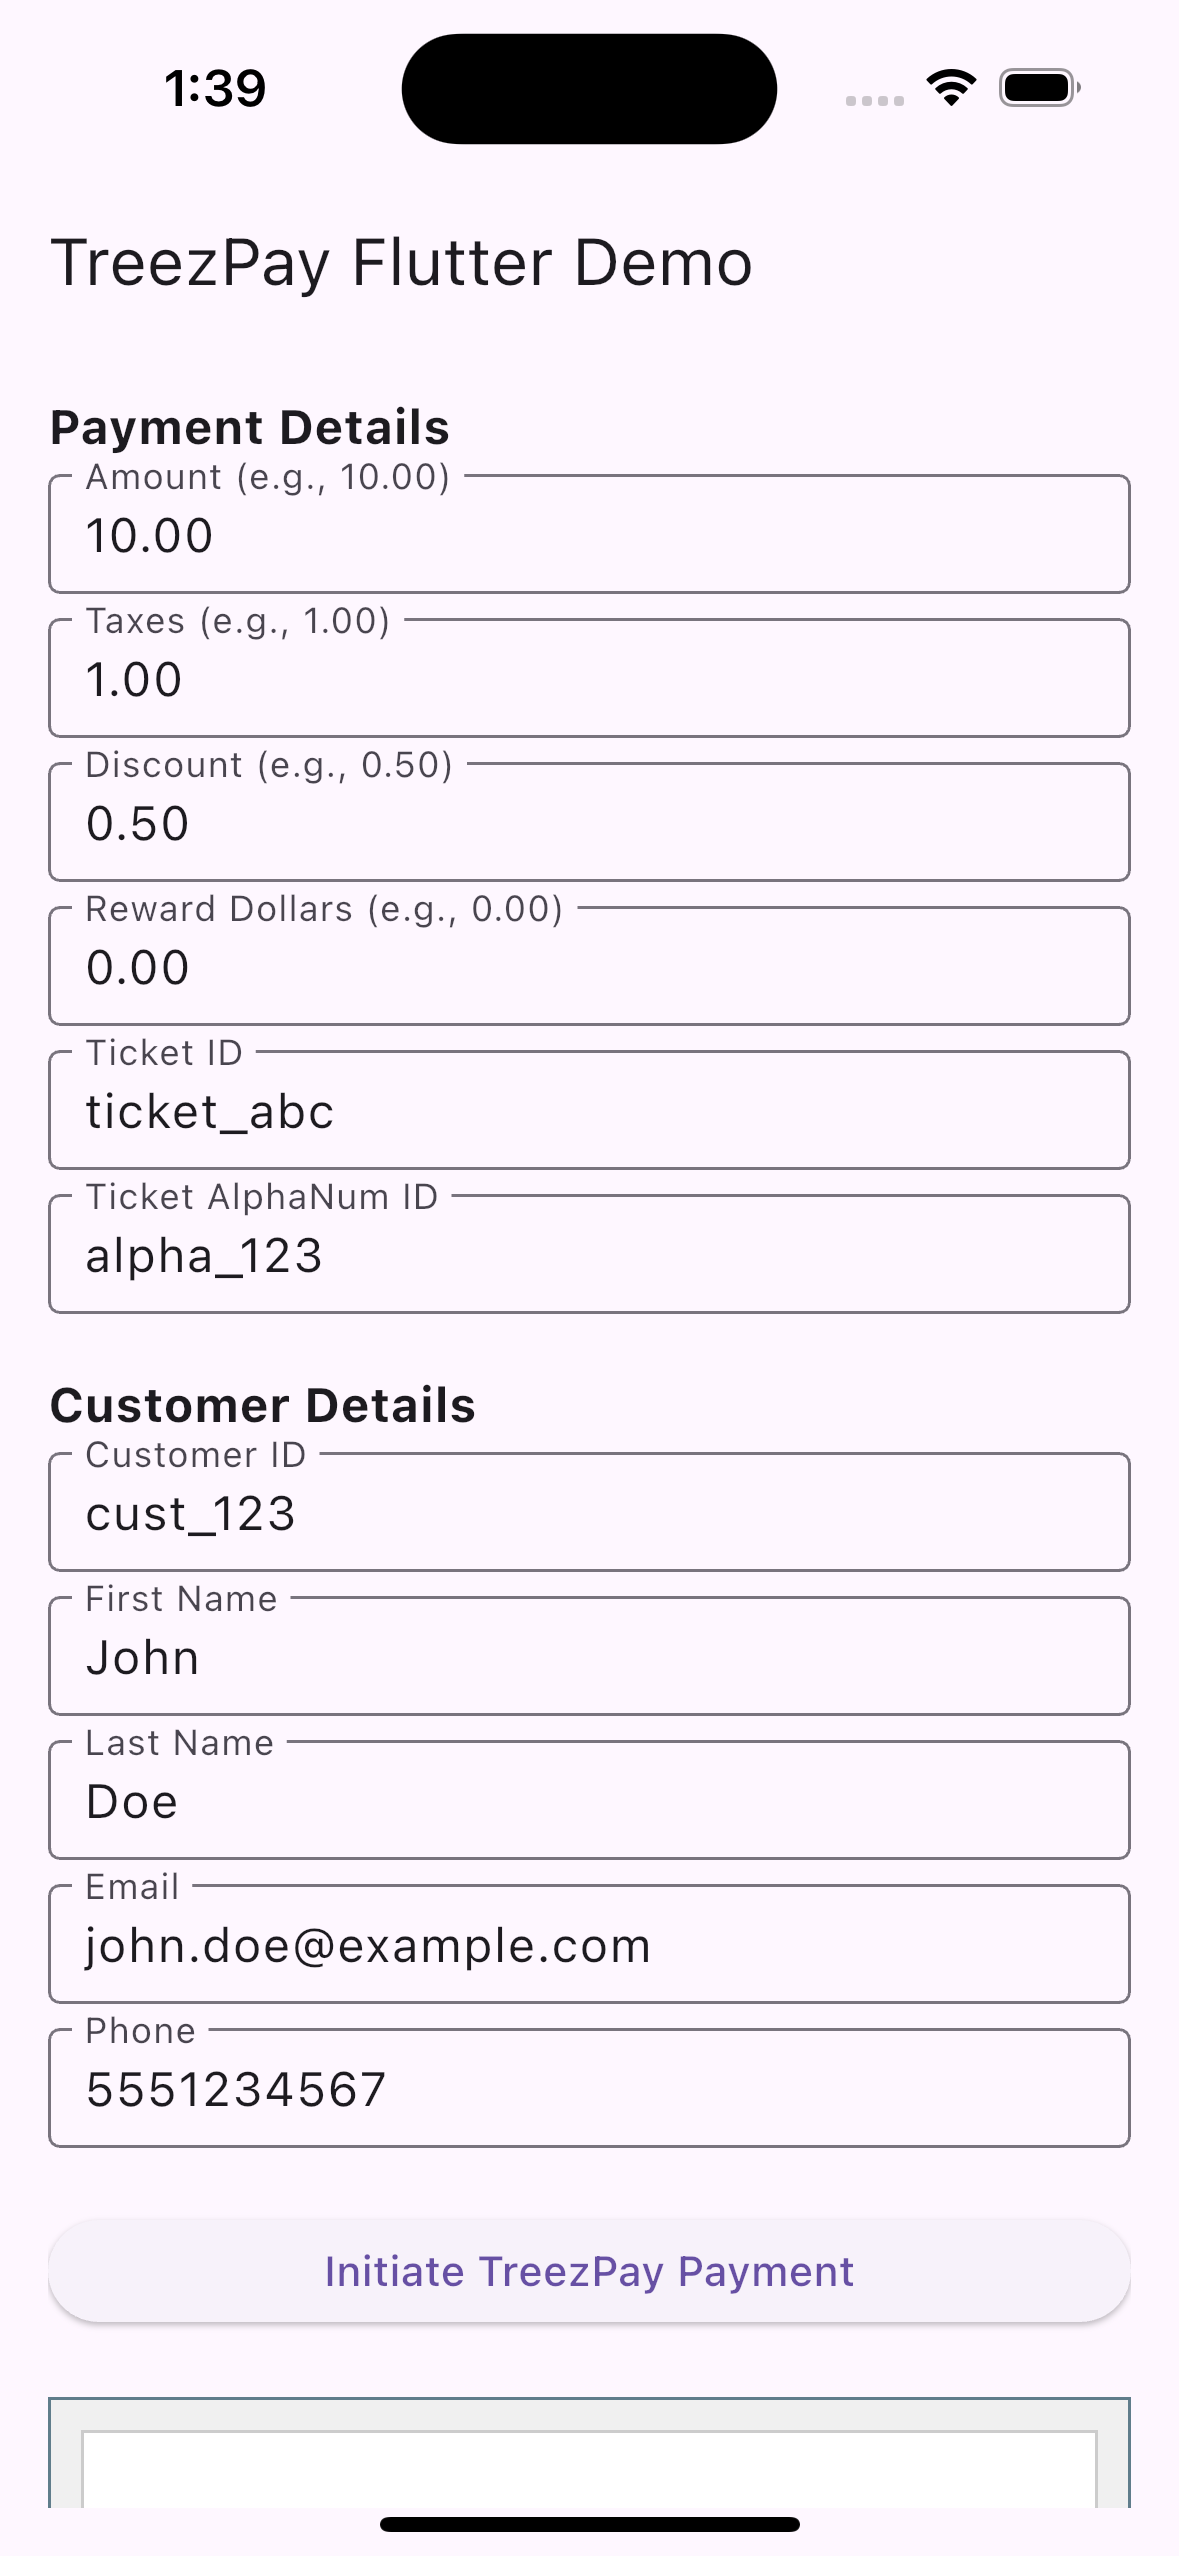 1:39
TreezPay Flutter Demo
Payment Details
Amount (e.g., 10.00)
10.00
Taxes (e.g., 1.00)
1.00
Discount (e.g., 0.50)
0.50
Reward Dollars (e.g., 0.00)
0.00
Ticket ID
ticket_abc
Ticket AlphaNum ID
alpha_123
Customer Details
Customer ID
cust_123
First Name
John
Last Name
Doe
Email
john.doe@example.com
Phone
5551234567
Initiate TreezPay Payment